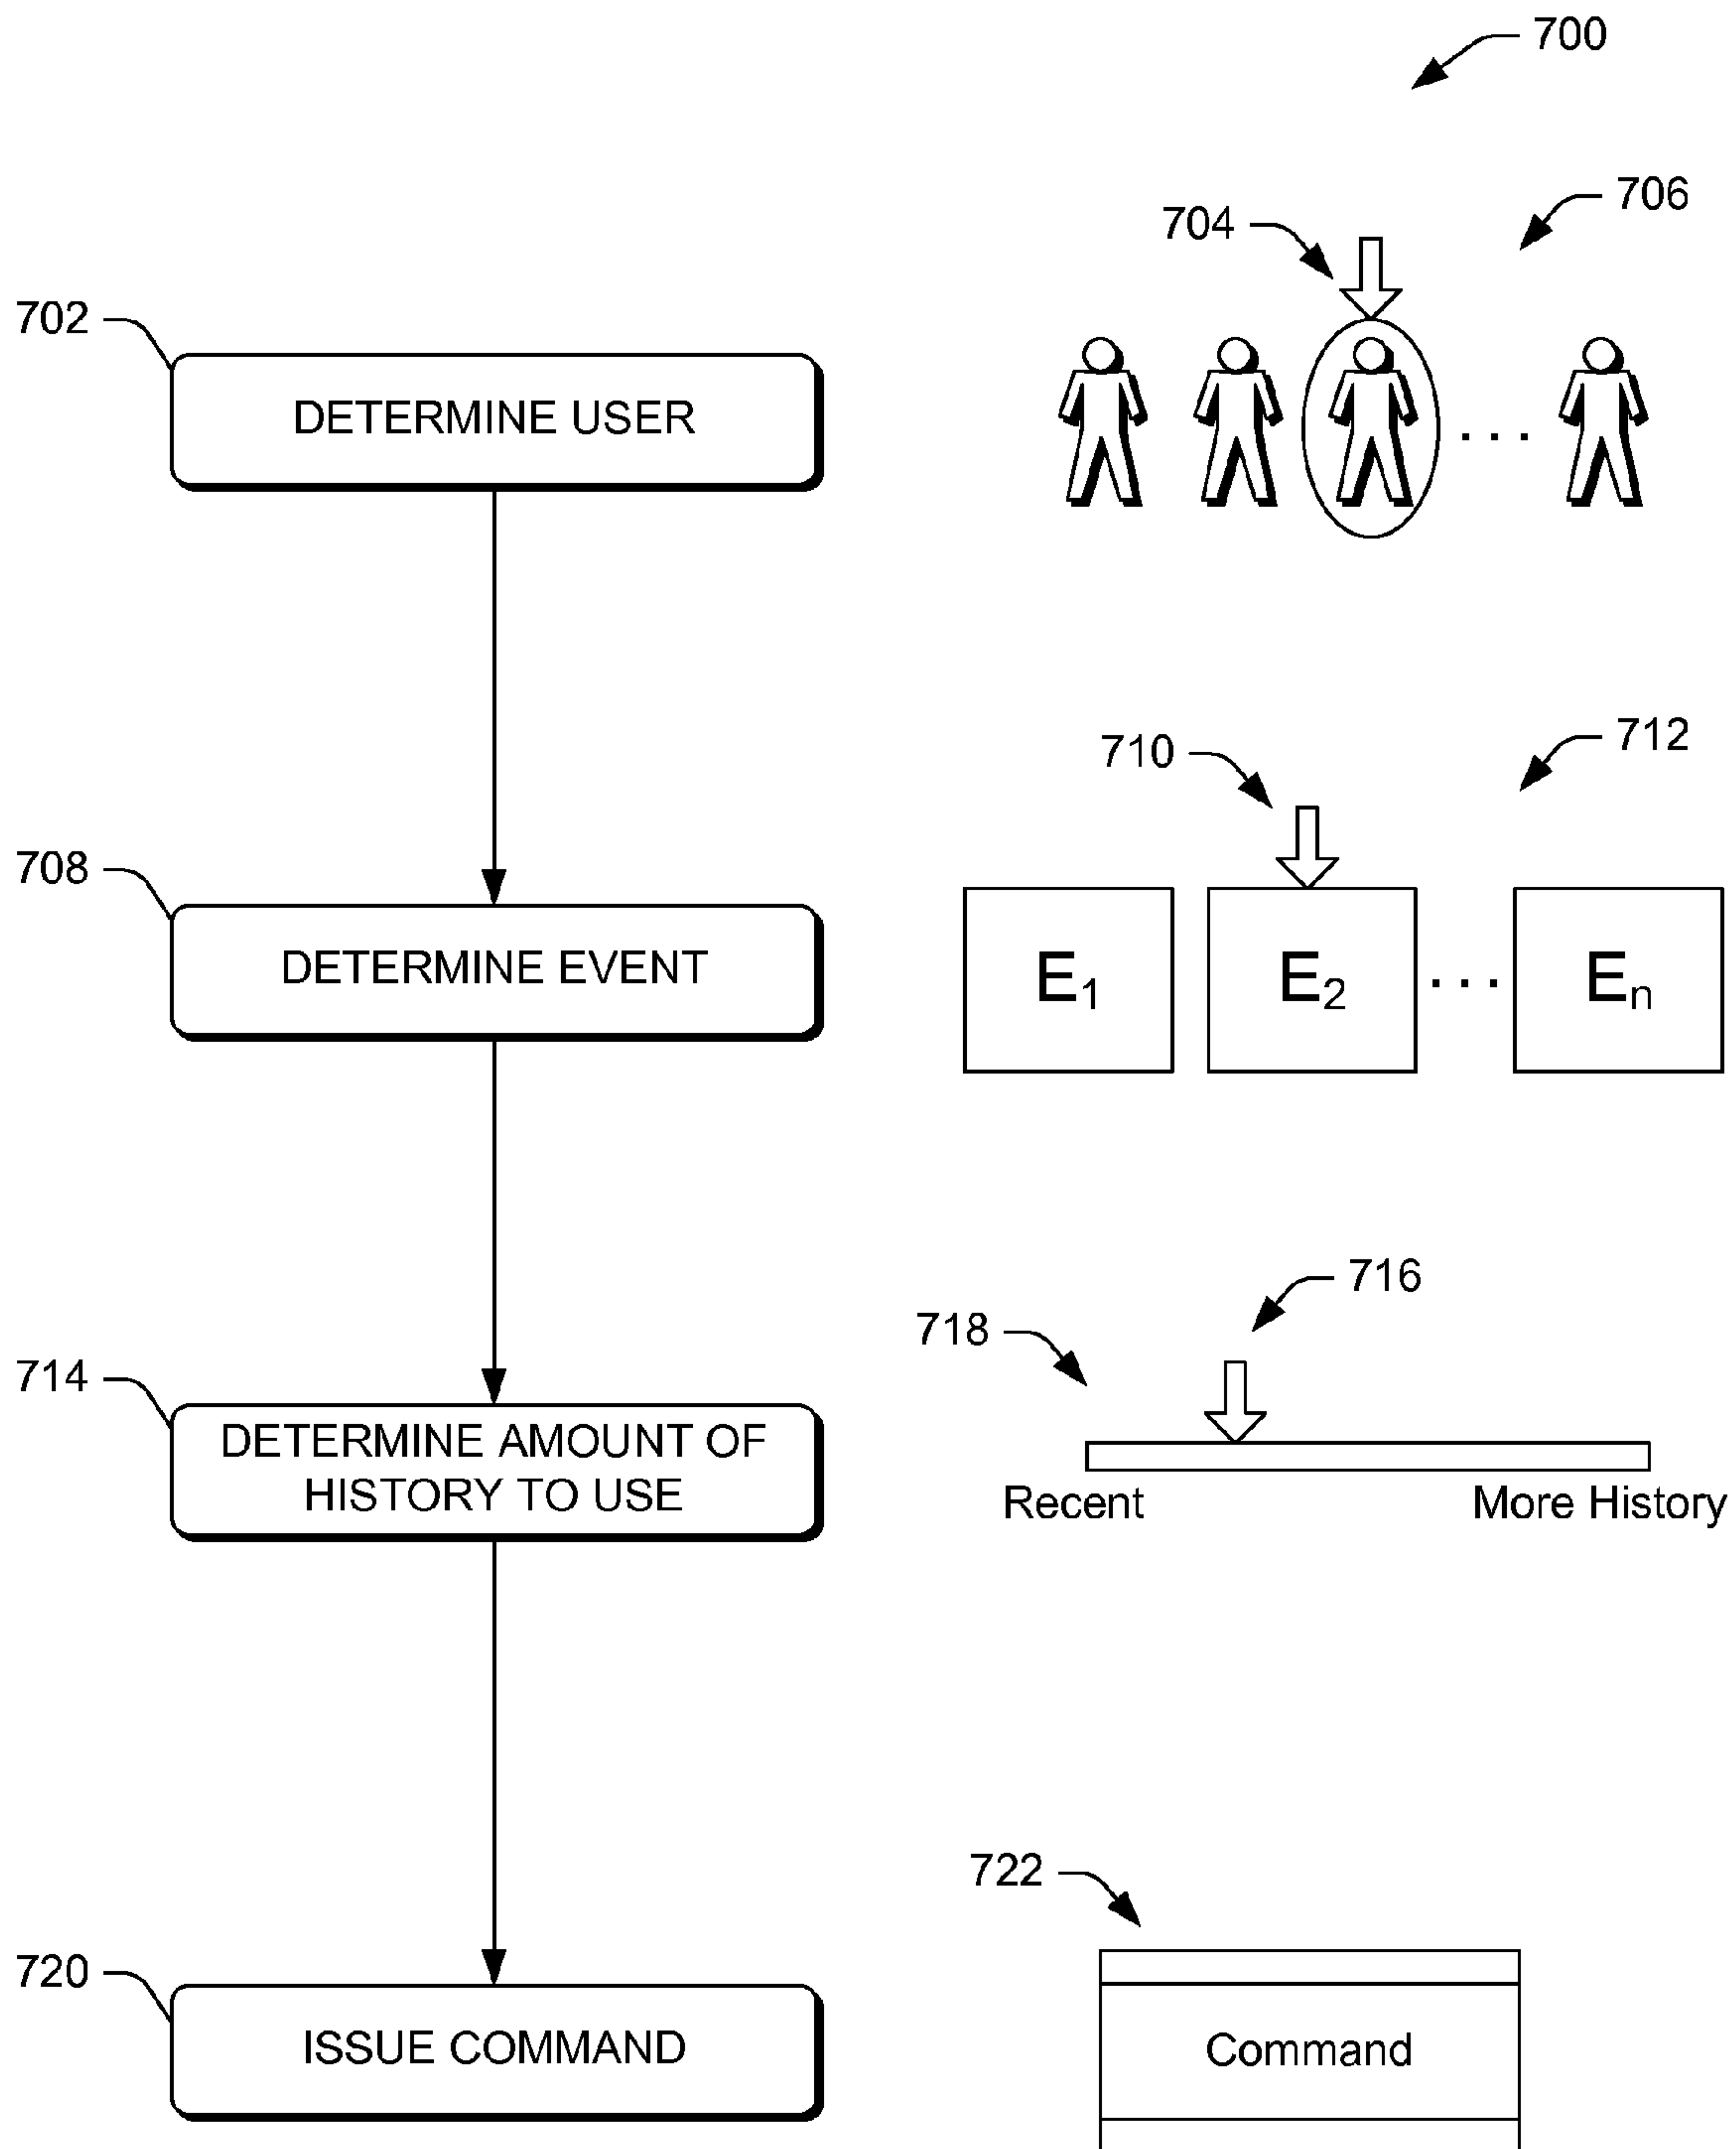 700
706
704
702
DETERMINE USER
. . .
712
710
708
DETERMINE EVENT
E1
E2
. . .
En
716
718
714
DETERMINE AMOUNT OF
HISTORY TO USE
Recent
More History
722
720
ISSUE COMMAND
Command